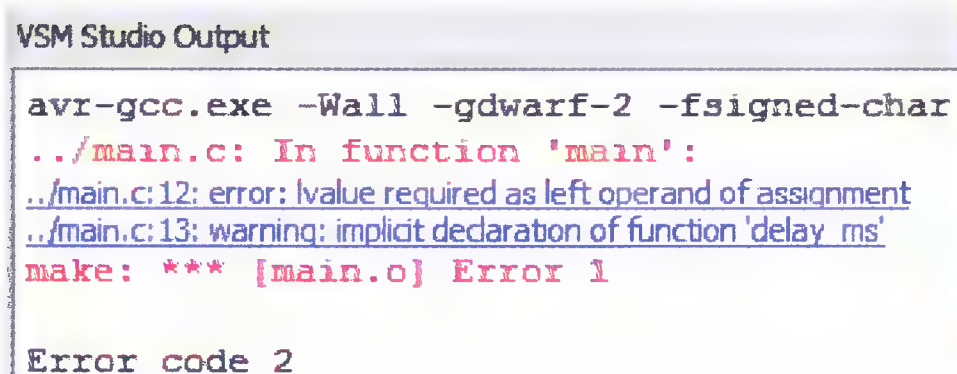 VSM Studio Output
avr-gcc.exe -Wall -gdwarf-2 -fsigned-char
../main.c: In function 'main':
../main.c:12: error: lvalue required as left operand of assignment
../main.c:13: warning: implicit declaration of function 'delay_ms'
make: *** [main.o] Error 1
Error code 2